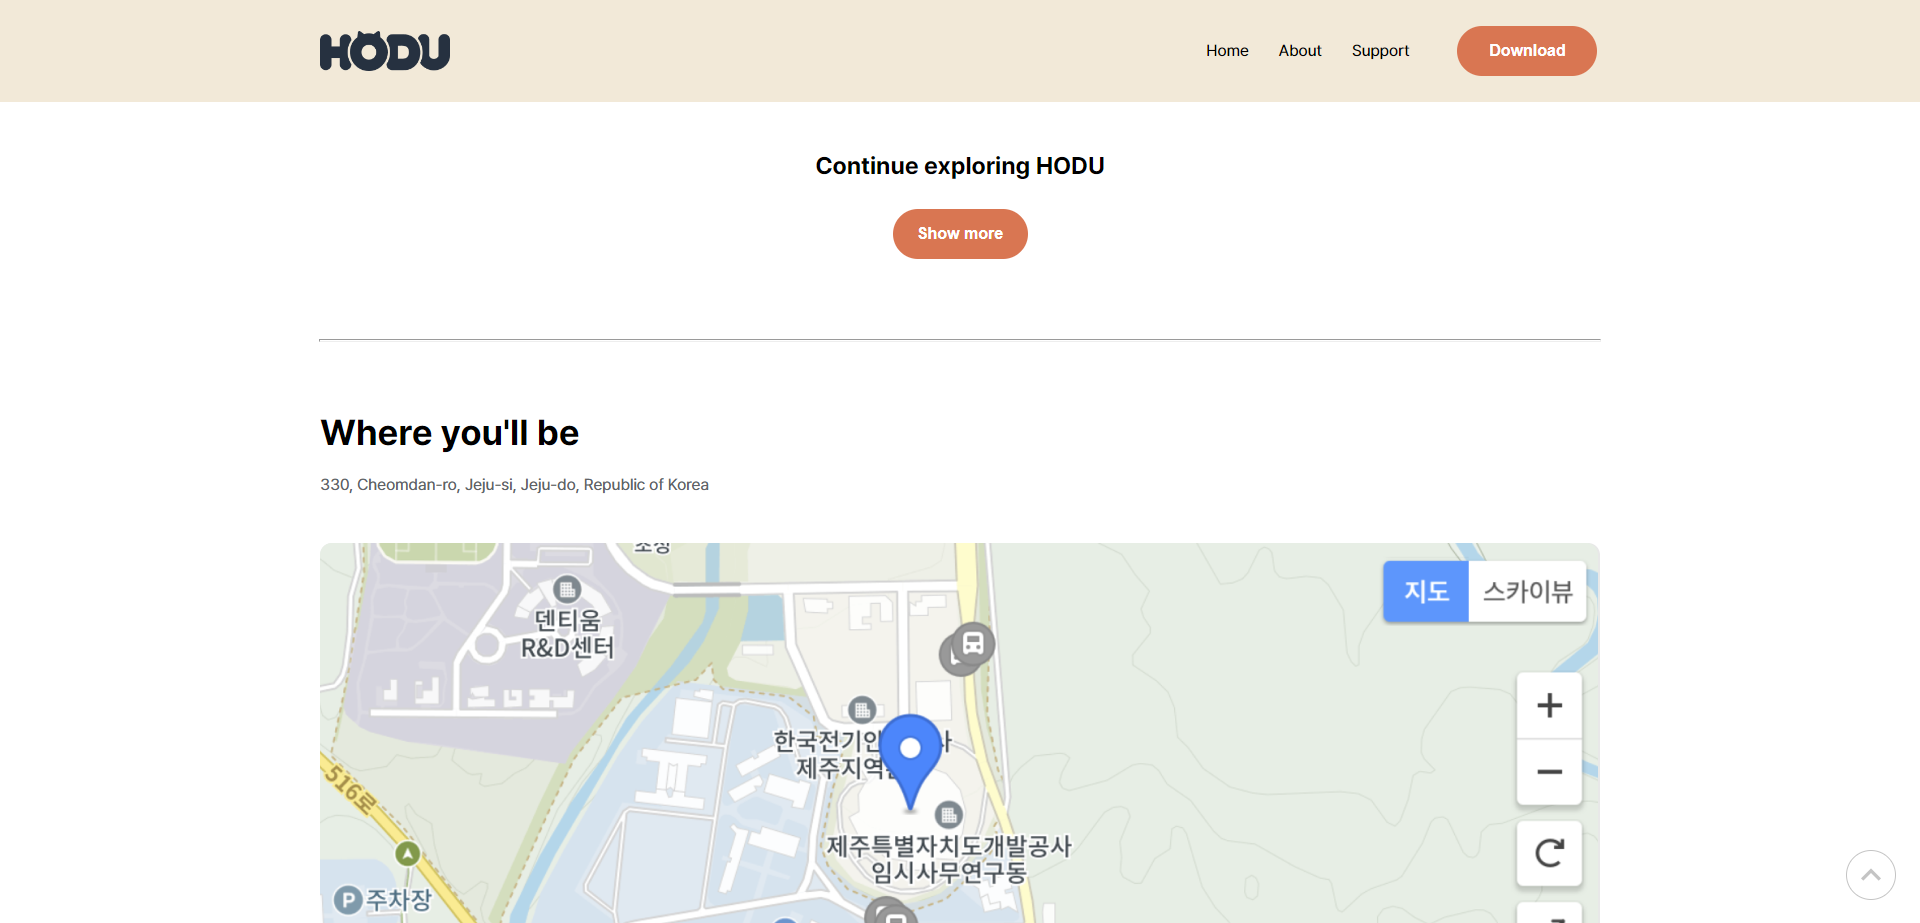 HODU
Home About Support Download
Continue exploring HODU
Show more
Where you'll be
330, Cheomdan-ro, Jeju-si, Jeju-do, Republic of Korea
지도 스카이뷰
덴티움
R&D센터
한국전기안
제주지역
제주특별자치도개발공사
임시사무연구동
516로
P 주차장